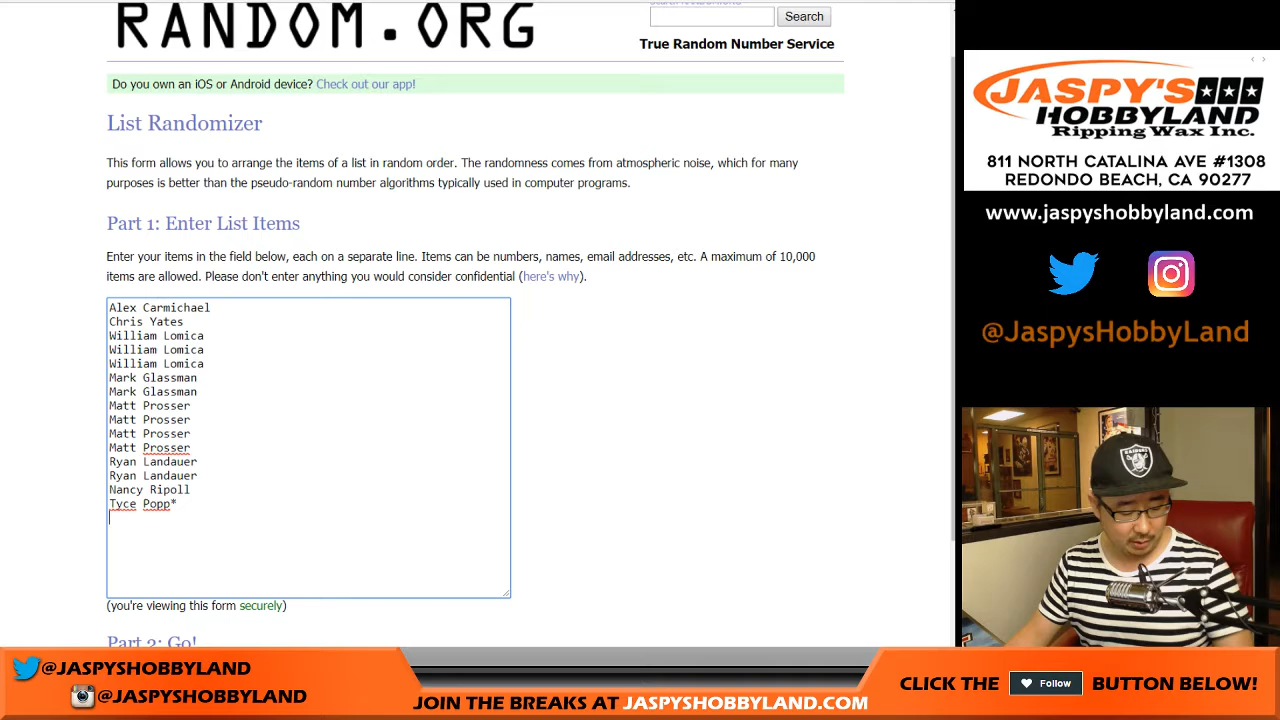 RANDOM.ORG
Search
True Random Number Service
Do you own an iOS or Android device? Check out our app!
List Randomizer
This form allows you to arrange the items of a list in random order. The randomness comes from atmospheric noise, which for many
purposes is better than the pseudo-random number algorithms typically used in computer programs.
Part 1: Enter List Items
Enter your items in the field below, each on a separate line. Items can be numbers, names, email addresses, etc. A maximum of 10,000
items are allowed. Please don't enter anything you would consider confidential (here's why).
Alex Carmichael
Chris Yates
William Lomica
William Lomica
William Lomica
Mark Glassman
Mark Glassman
Matt Prosser
Matt Prosser
Matt Prosser
Matt Prosser
Ryan Landauer
Ryan Landauer
Nancy Ripoll
Tyce Popp*
(you're viewing this form securely)
Part 2: Go!
JASPY'S
HOBBYLAND
Ripping Wax Inc.
811 NORTH CATALINA AVE #1308
REDONDO BEACH, CA 90277
www.jaspyshobbyland.com
@JaspysHobbyLand
RAIDERS
@JASPYSHOBBYLAND
@JASPYSHOBBYLAND
JOIN THE BREAKS AT JASPYSHOBBYLAND.COM
CLICK THE Follow BUTTON BELOW!